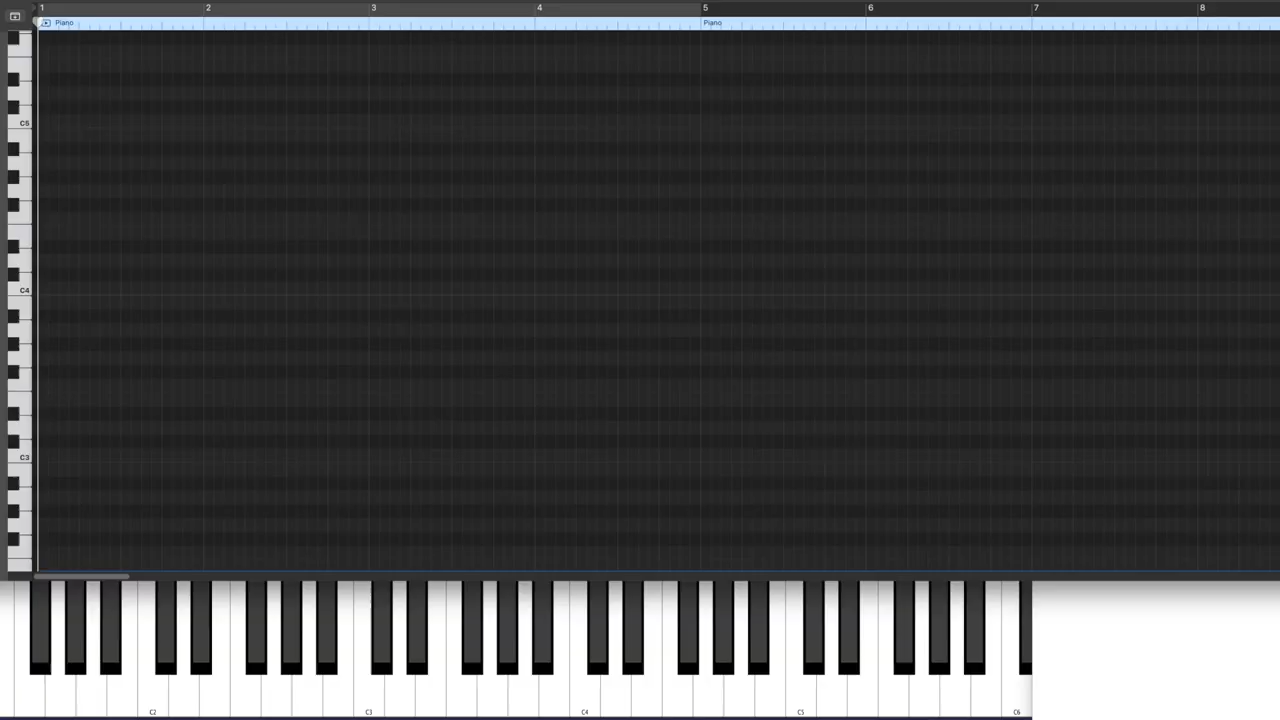 1 2 3 4 5 6 7 8
Piano Piano
C5
C4
C3
C2 C3 C4 C5 C6